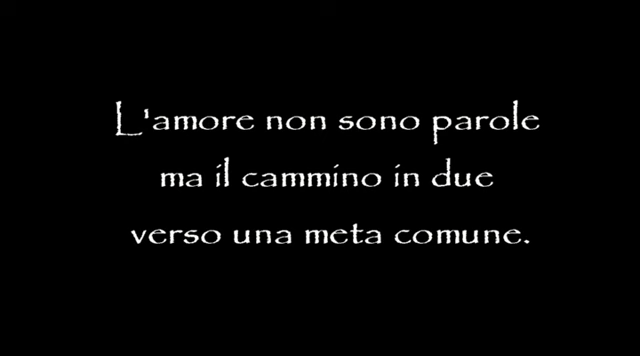 L'amore non sono parole
ma il cammino in due
verso una meta comune.